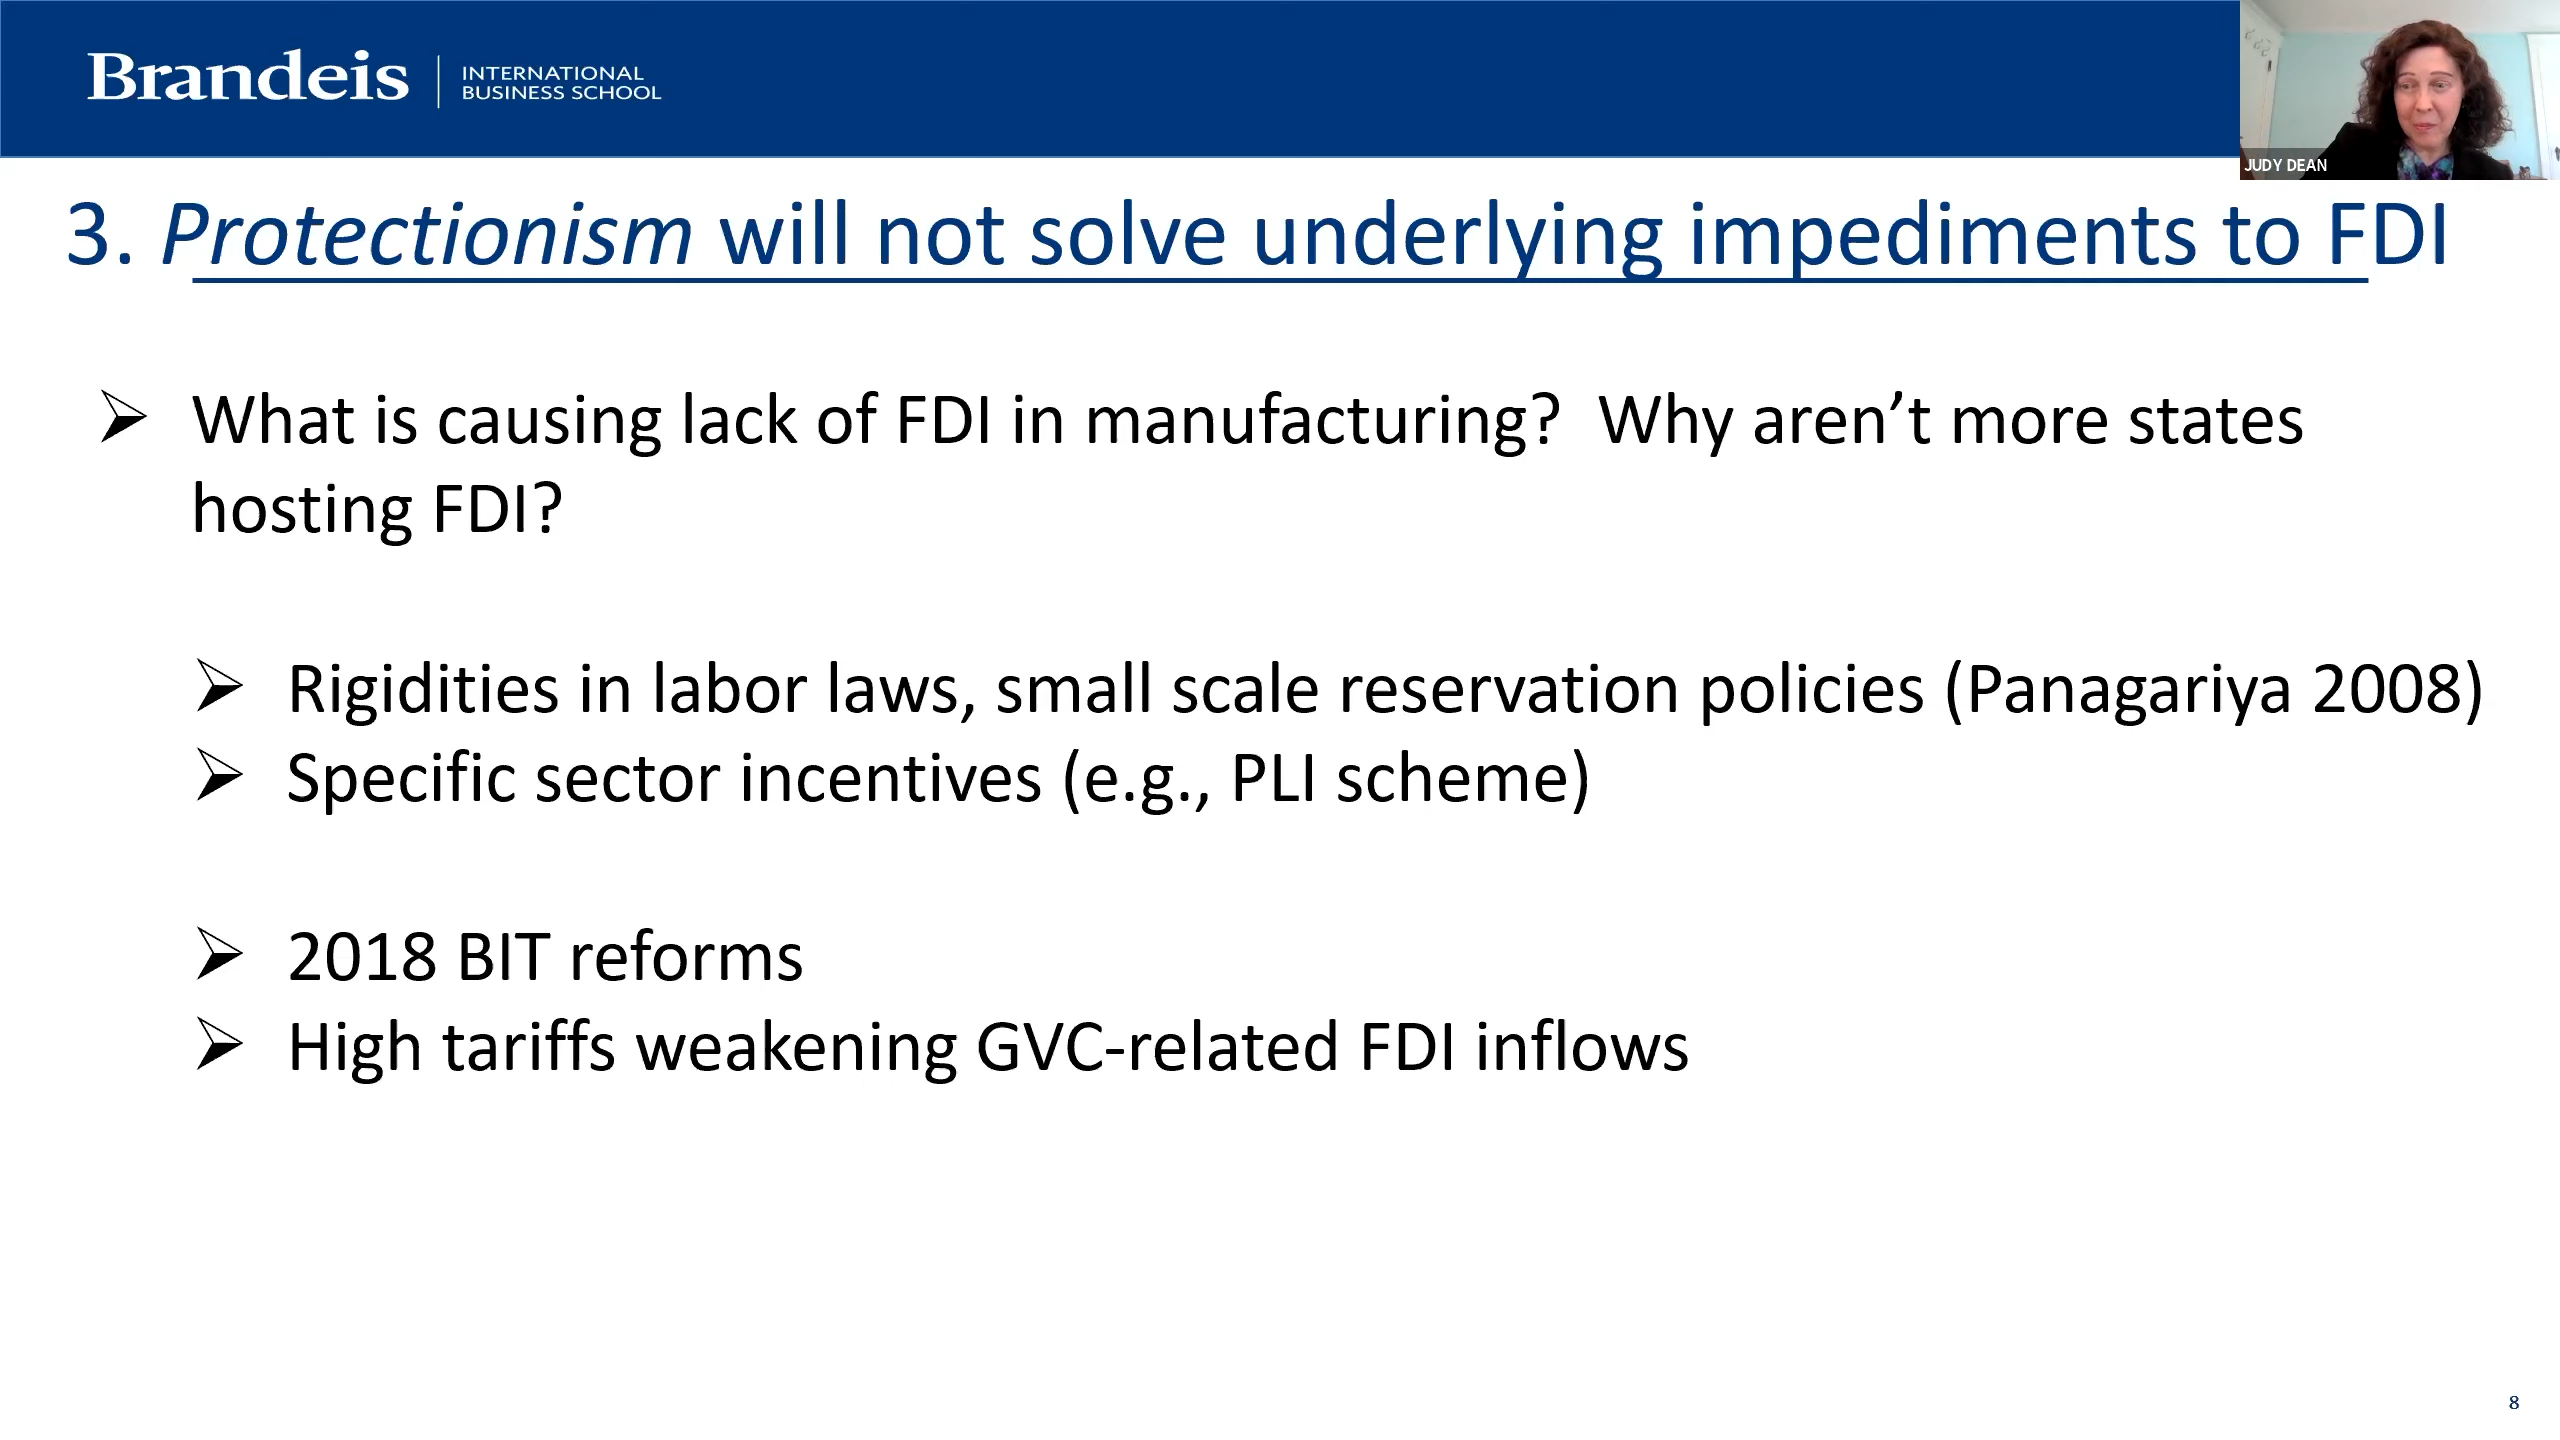 Brandeis
INTERNATIONAL
BUSINESS SCHOOL
JUDY DEAN
3. Protectionism will not solve underlying impediments to FDI
What is causing lack of FDI in manufacturing?  Why aren’t more states
hosting FDI?
Rigidities in labor laws, small scale reservation policies (Panagariya 2008)
Specific sector incentives (e.g., PLI scheme)
2018 BIT reforms
High tariffs weakening GVC-related FDI inflows
8